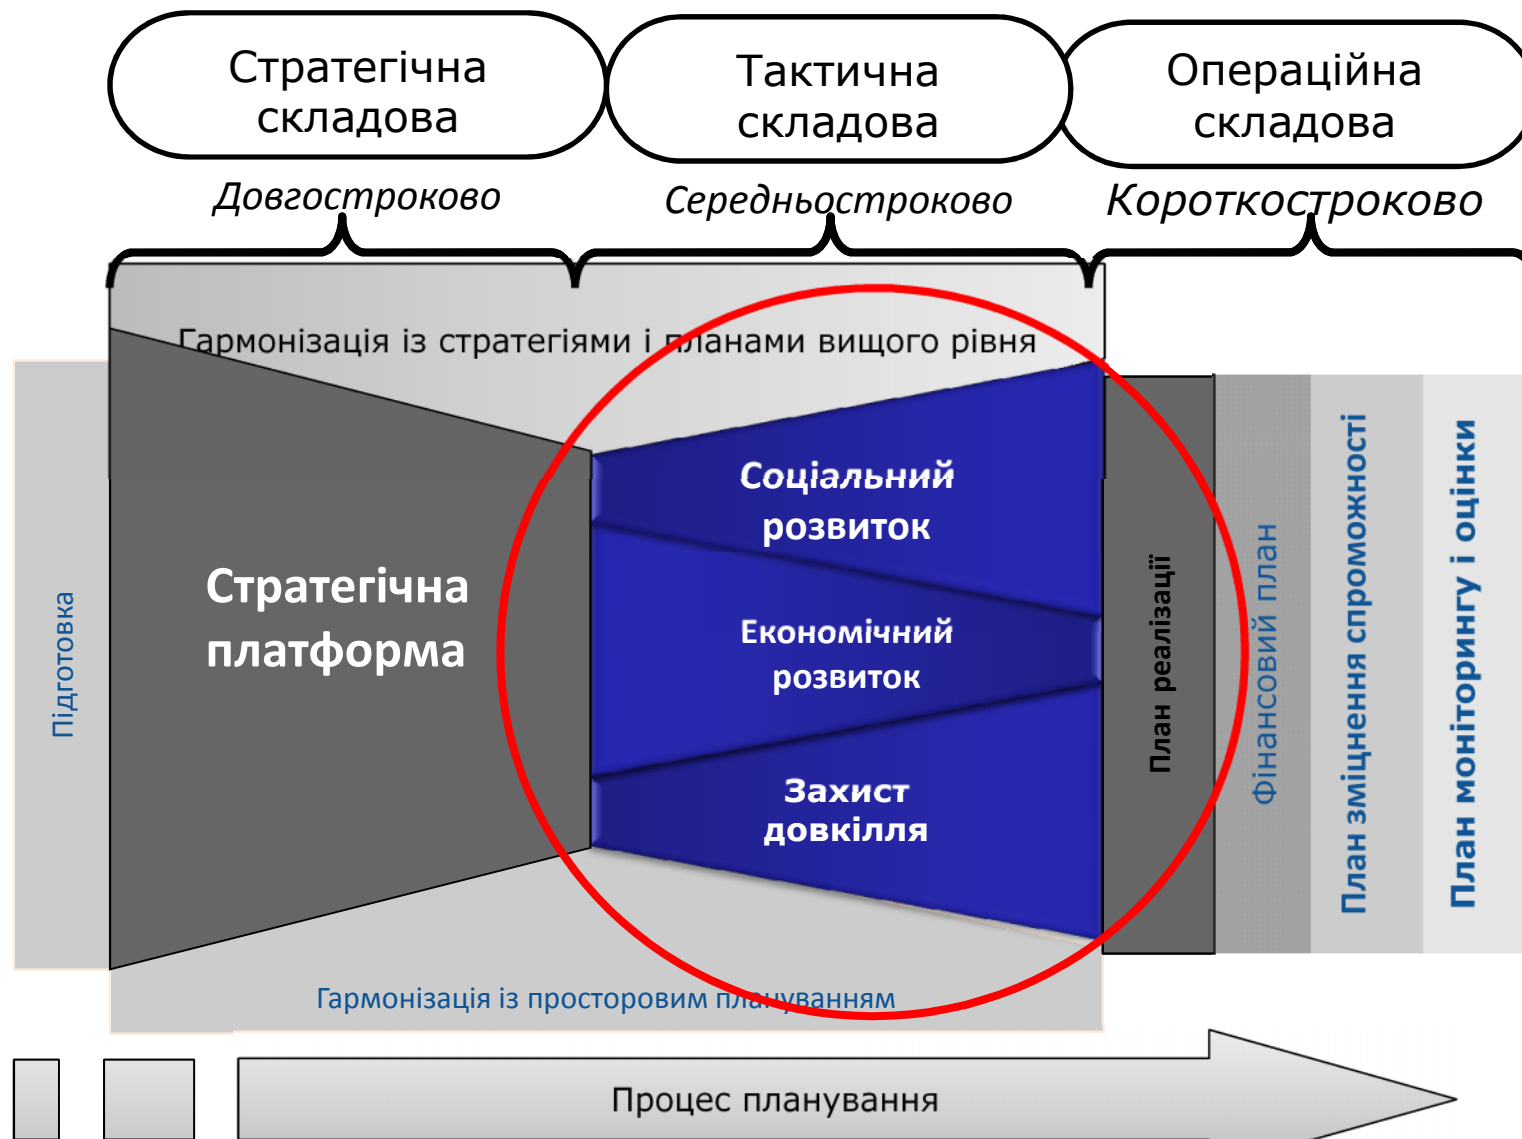 Стратегічна
складова
Тактична
складова
Операційна
складова
Довгостроково
Середньостроково
Короткостроково
Гармонізація із стратегіями і планами вищого рівня
Підготовка
Стратегічна
платформа
Соціальний
розвиток
Економічний
розвиток
Захист
довкілля
План реалізації
Фінансовий план
План зміцнення спроможності
План моніторингу і оцінки
Гармонізація із просторовим плануванням
Процес планування